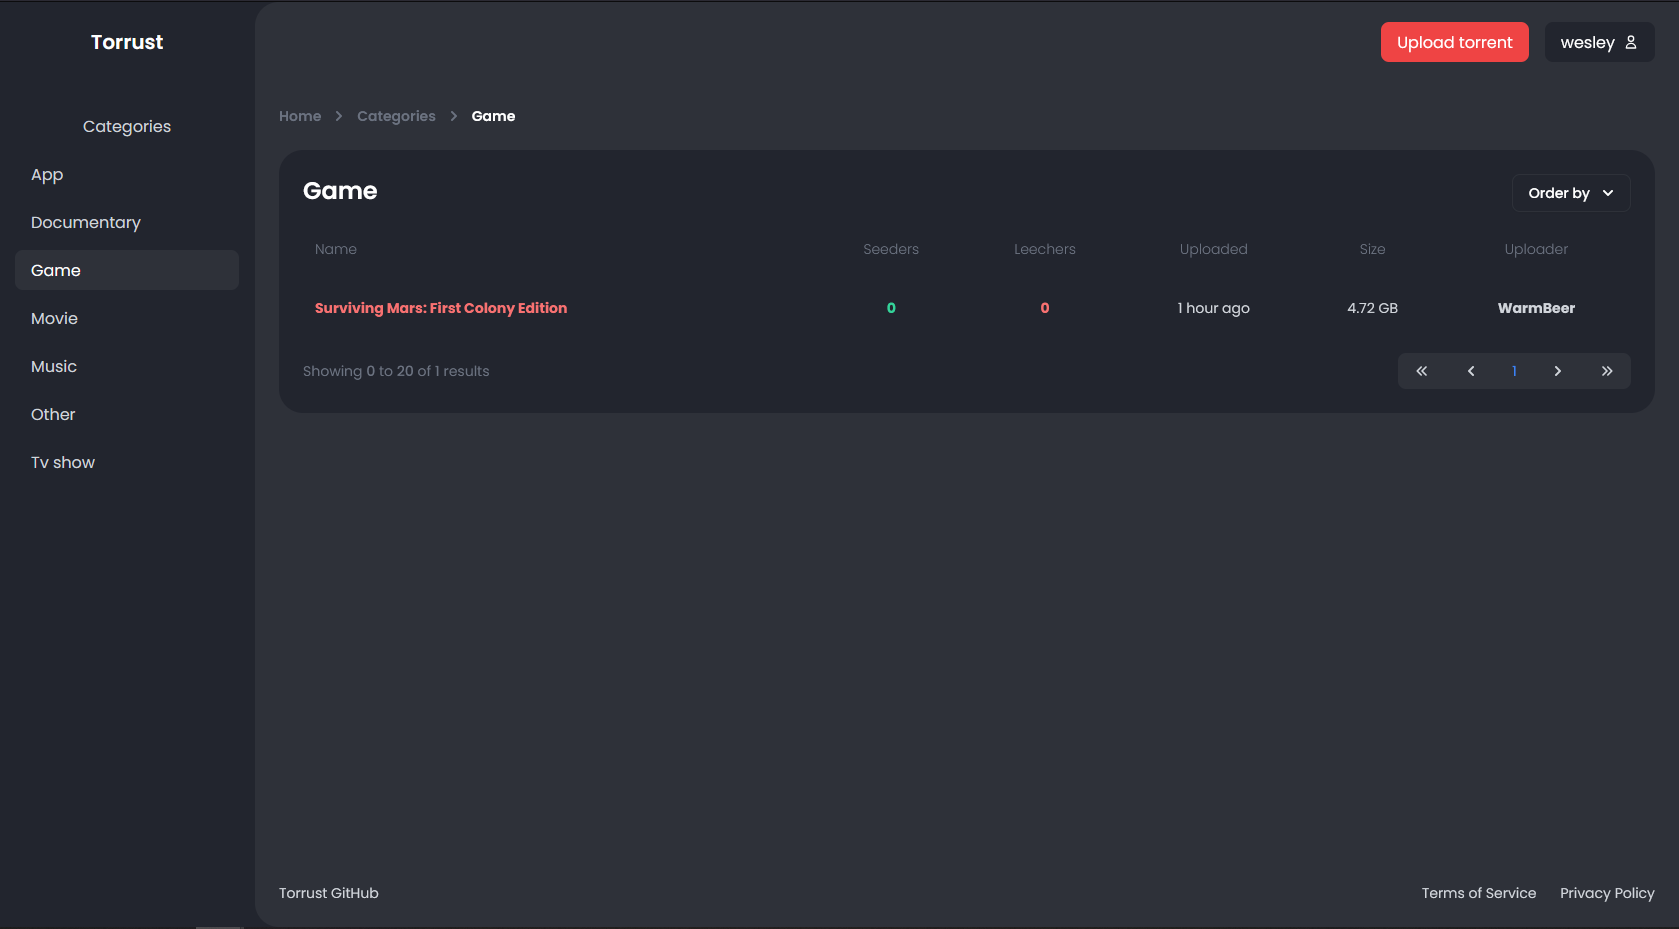 Torrust
Upload torrent
wesley
Categories
App
Documentary
Game
Movie
Music
Other
Tv show
Home Categories Game
Game
Order by
Name Seeders Leechers Uploaded Size Uploader
Surviving Mars: First Colony Edition 0 0 1 hour ago 4.72 GB WarmBeer
Showing 0 to 20 of 1 results
1
Torrust GitHub
Terms of Service Privacy Policy